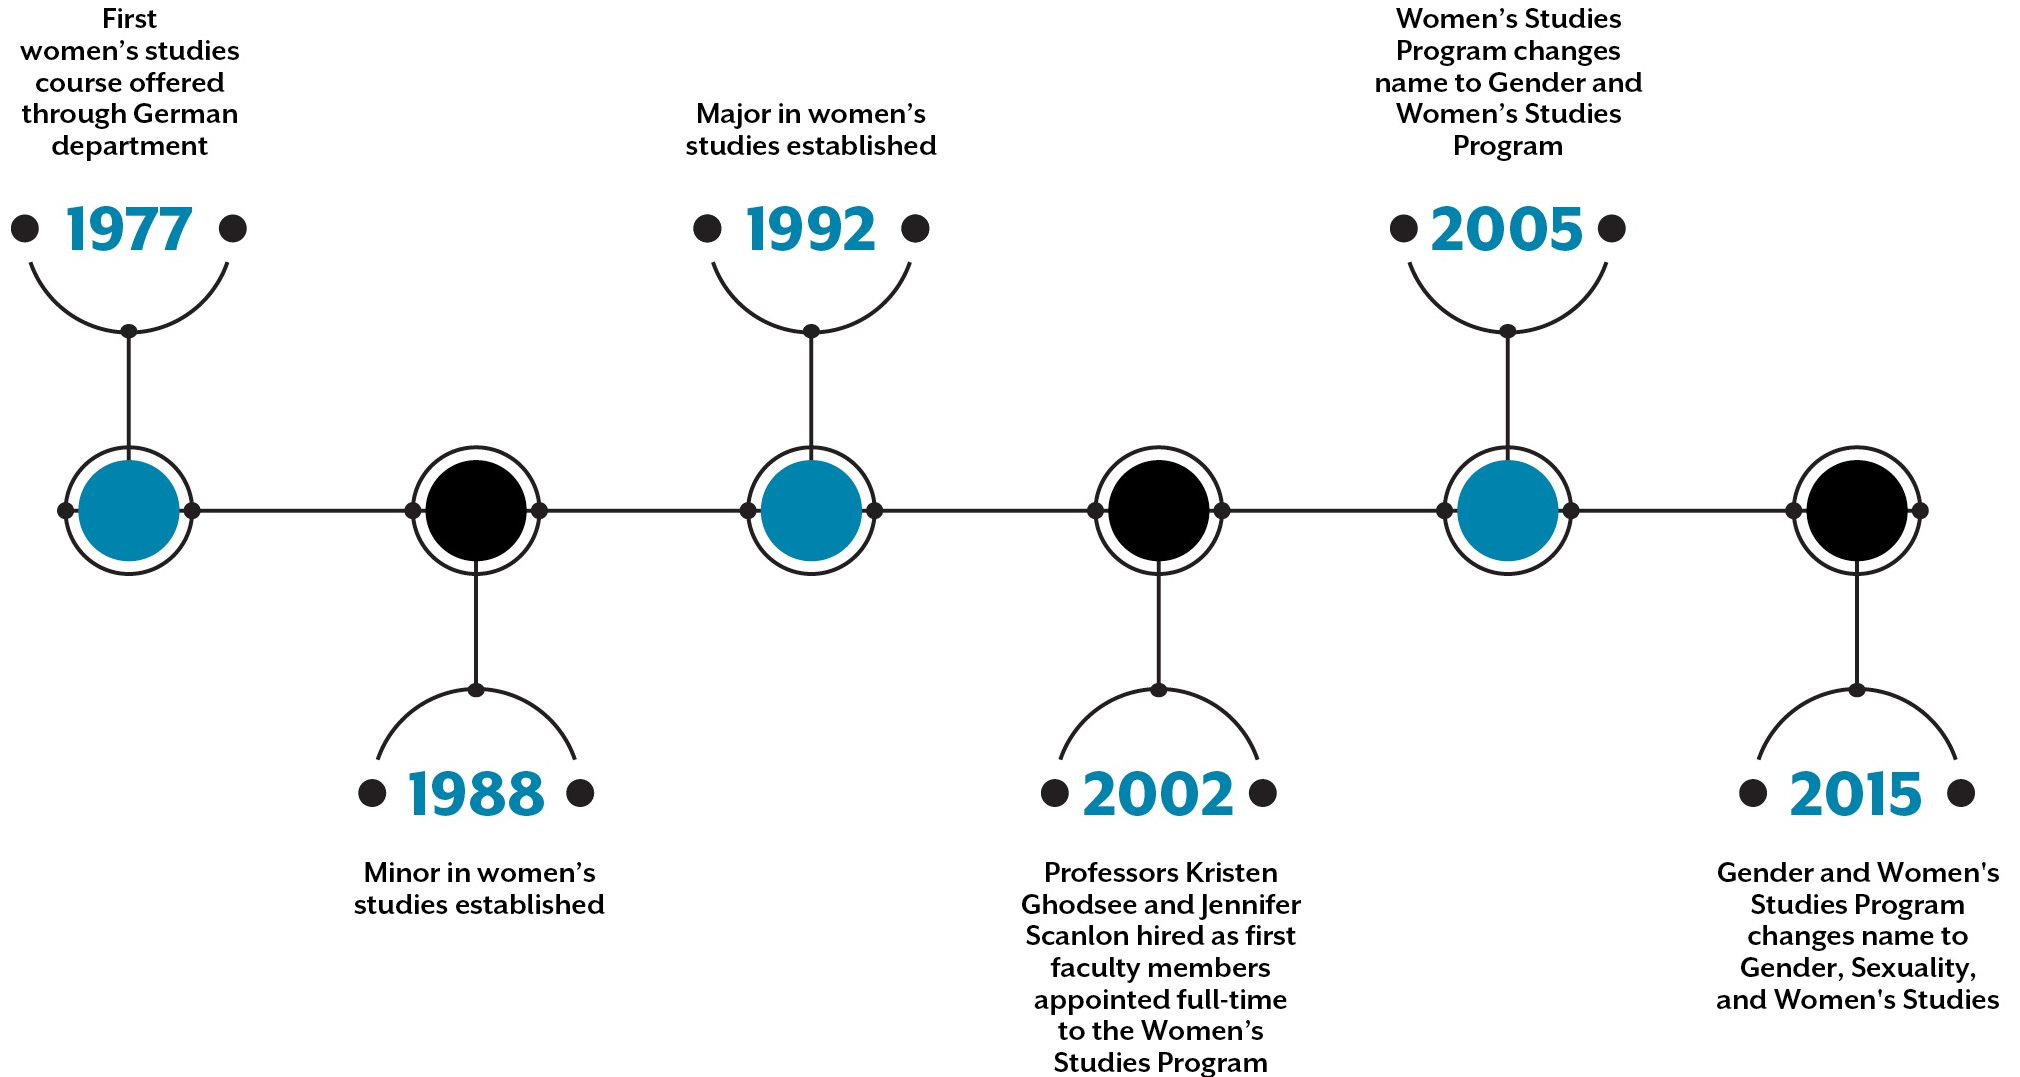 First
women’s studies
course offered
through German
department
1977
Minor in women’s
studies established
1988
Major in women’s
studies established
1992
Professors Kristen
Ghodsee and Jennifer
Scanlon hired as first
faculty members
appointed full-time
to the Women’s
Studies Program
2002
Women’s Studies
Program changes
name to Gender and
Women’s Studies
Program
2005
2015
Gender and Women's
Studies Program
changes name to
Gender, Sexuality,
and Women's Studies